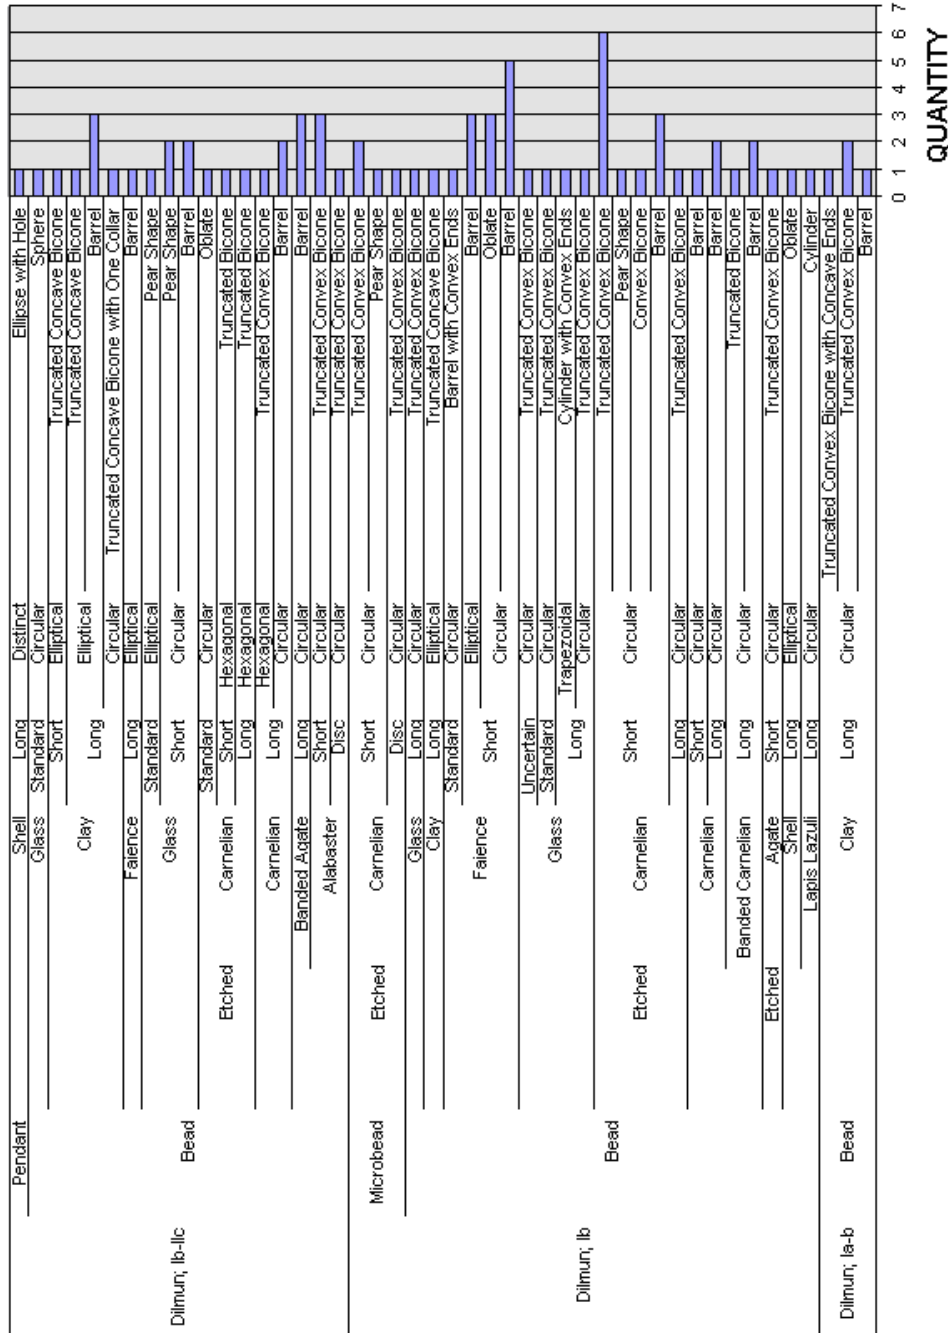 Dilmun; Ib-IIc
Dilmun; Ib
Dilmun; Ia-b
Pendant
Bead
Microbead
Bead
Bead
Etched
Etched
Etched
Etched
Shell
Glass
Clay
Faience
Glass
Carnelian
Carnelian
Banded Agate
Alabaster
Carnelian
Glass
Clay
Faience
Glass
Carnelian
Carnelian
Banded Carnelian
Agate
Shell
Lapis Lazuli
Clay
Long
Standard
Short
Long
Long
Standard
Short
Standard
Short
Long
Long
Long
Short
Disc
Short
Disc
Long
Long
Standard
Short
Uncertain
Standard
Long
Short
Long
Short
Long
Long
Short
Long
Long
Long
Distinct
Circular
Elliptical
Elliptical
Circular
Elliptical
Elliptical
Circular
Circular
Hexagonal
Hexagonal
Hexagonal
Circular
Circular
Circular
Circular
Circular
Circular
Circular
Elliptical
Circular
Elliptical
Circular
Circular
Circular
Trapezoidal
Circular
Circular
Circular
Circular
Circular
Circular
Circular
Elliptical
Circular
Circular
Ellipse with Hole
Sphere
Truncated Concave Bicone
Truncated Concave Bicone
Barrel
Truncated Concave Bicone with One Collar
Barrel
Pear Shape
Pear Shape
Barrel
Oblate
Truncated Bicone
Truncated Bicone
Truncated Convex Bicone
Barrel
Barrel
Truncated Convex Bicone
Truncated Convex Bicone
Truncated Convex Bicone
Pear Shape
Truncated Convex Bicone
Truncated Convex Bicone
Truncated Concave Bicone
Barrel with Convex Ends
Barrel
Oblate
Barrel
Truncated Convex Bicone
Truncated Convex Bicone
Cylinder with Convex Ends
Truncated Convex Bicone
Truncated Convex Bicone
Pear Shape
Convex Bicone
Barrel
Truncated Convex Bicone
Barrel
Barrel
Truncated Bicone
Barrel
Truncated Convex Bicone
Oblate
Cylinder
Truncated Convex Bicone with Concave Ends
Truncated Convex Bicone
Barrel
0 1 2 3 4 5 6 7
QUANTITY